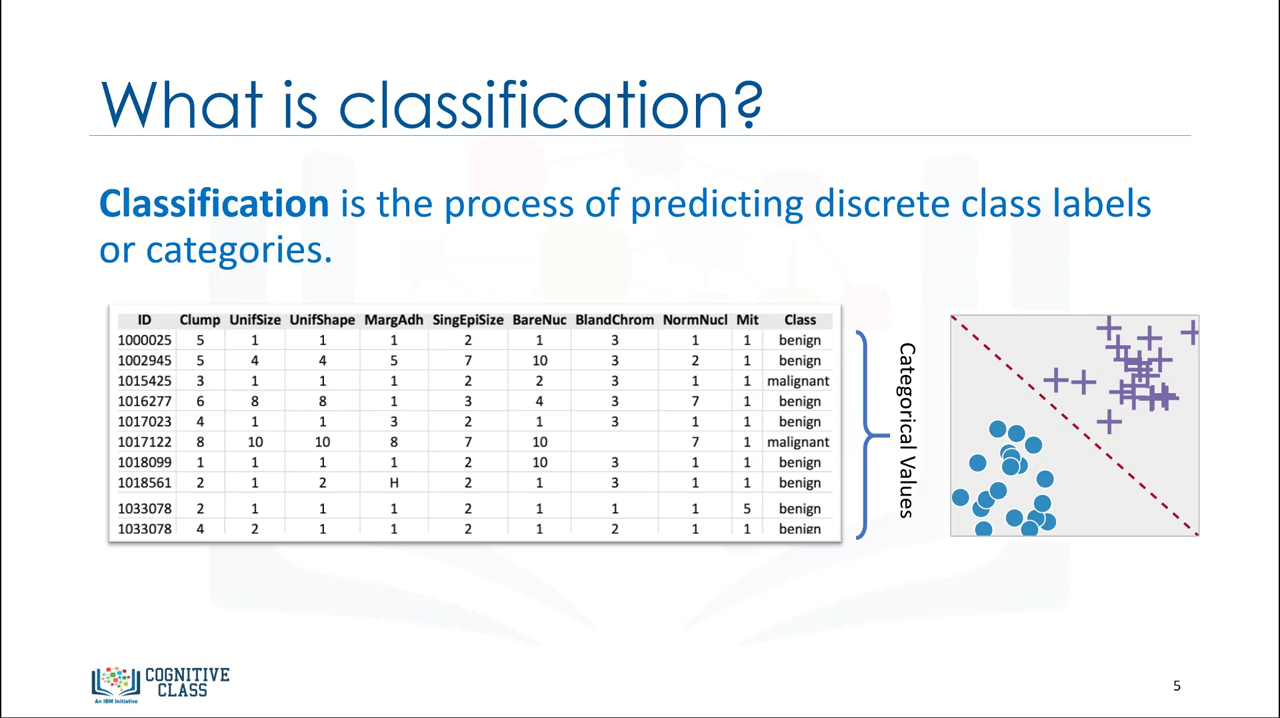 What is classification?
Classification is the process of predicting discrete class labels
or categories.
ID Clump UnifSize UnifShape MargAdh SingEpiSize BareNuc BlandChrom NormNucl Mit Class
1000025 5 1 1 1 2 1 3 1 1 benign
1002945 5 4 4 5 7 10 3 2 1 benign
1015425 3 1 1 1 2 2 3 1 1 malignant
1016277 6 8 8 1 3 4 3 7 1 benign
1017023 4 1 1 3 2 1 3 1 1 benign
1017122 8 10 10 8 7 10 7 1 malignant
1018099 1 1 1 1 2 10 3 1 1 benign
1018561 2 1 2 H 2 1 3 1 1 benign
1033078 2 1 1 1 2 1 1 1 5 benign
1033078 4 2 1 1 2 1 2 1 1 benign
Categorical Values
COGNITIVE
CLASS
An IBM Initiative
5